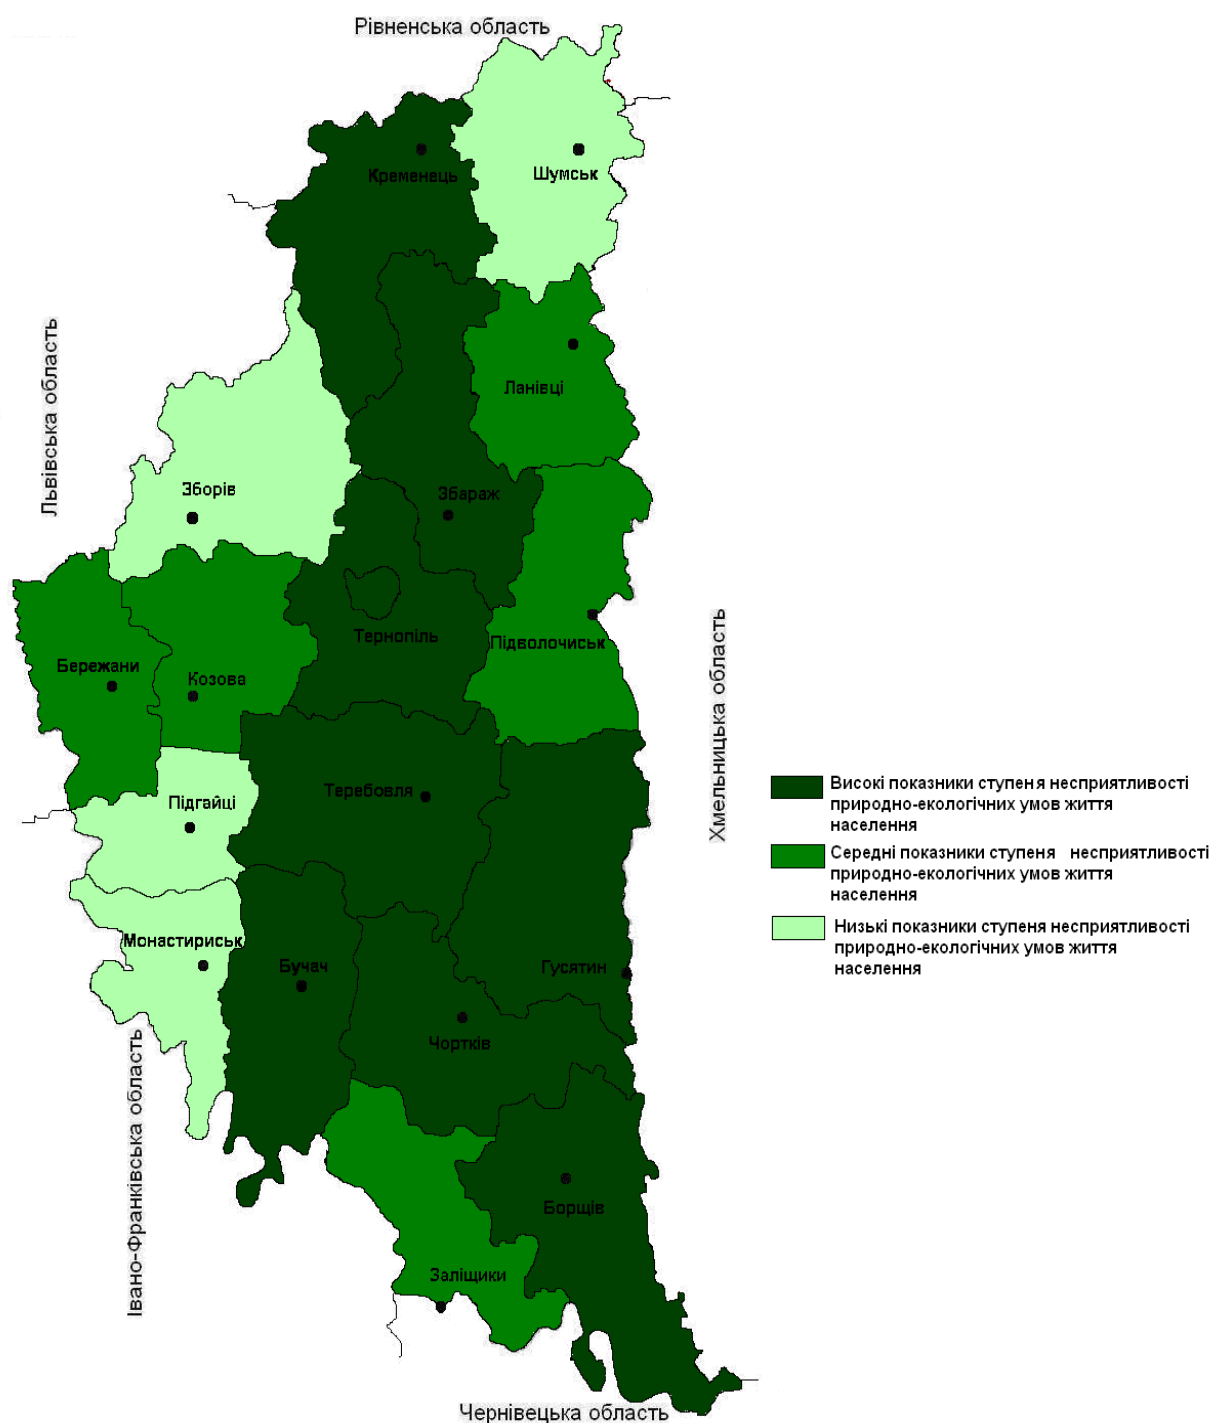 Рівненська область
Кременець
Шумськ
Ланівці
Львівська область
Зборів
Збараж
Тернопіль
Підволочиськ
Бережани
Козова
Хмельницька область
Підгайці
Теребовля
Монастириськ
Бучач
Гусятин
Чортків
Івано-Франківська область
Борщів
Заліщики
Чернівецька область
Високі показники ступеня несприятливості
природно-екологічних умов життя
населення
Середні показники ступеня несприятливості
природно-екологічних умов життя
населення
Низькі показники ступеня несприятливості
природно-екологічних умов життя
населення